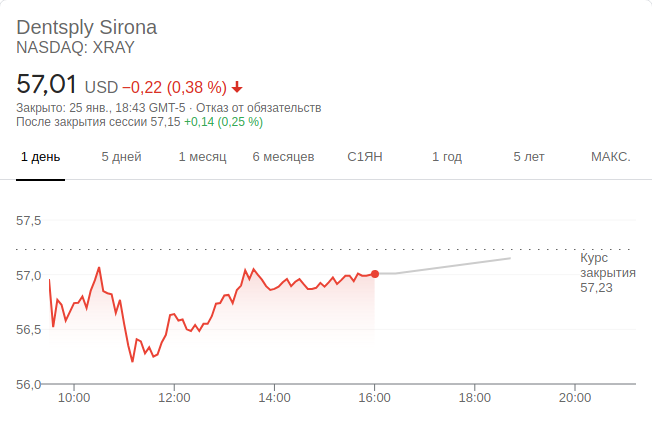 Dentsply Sirona
NASDAQ: XRAY
57,01 USD −0,22 (0,38 %)
Закрыто: 25 янв., 18:43 GMT-5 · Отказ от обязательств
После закрытия сессии 57,15 +0,14 (0,25 %)
1 день 5 дней 1 месяц 6 месяцев С1ЯН 1 год 5 лет МАКС.
57,5
Курс
закрытия
57,23
57,0
56,5
56,0
10:00 12:00 14:00 16:00 18:00 20:00